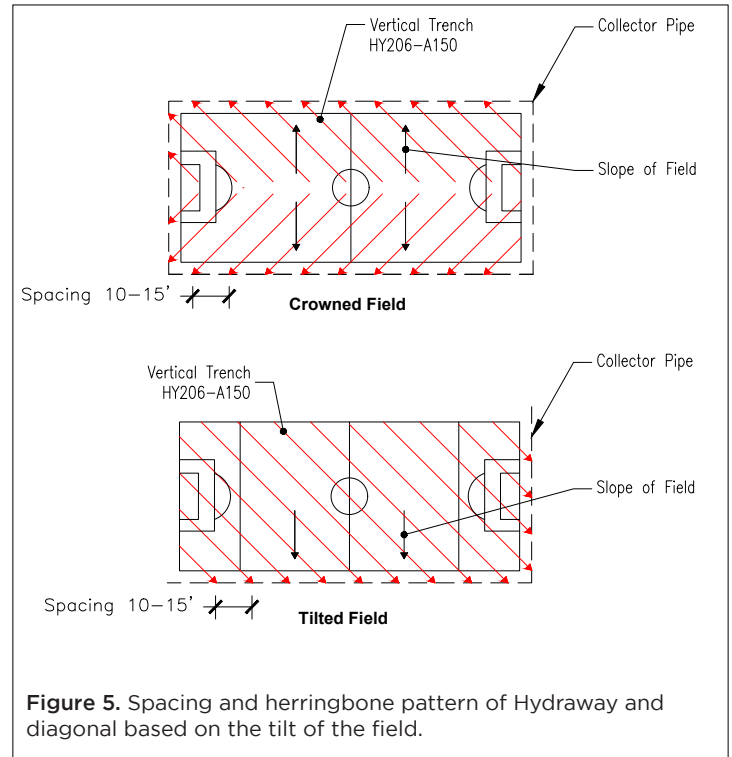 Vertical Trench
HY206-A150
Collector Pipe
Slope of Field
Spacing 10-15'
Crowned Field
Vertical Trench
HY206-A150
Collector Pipe
Slope of Field
Spacing 10-15'
Tilted Field
Figure 5. Spacing and herringbone pattern of Hydraway and
diagonal based on the tilt of the field.